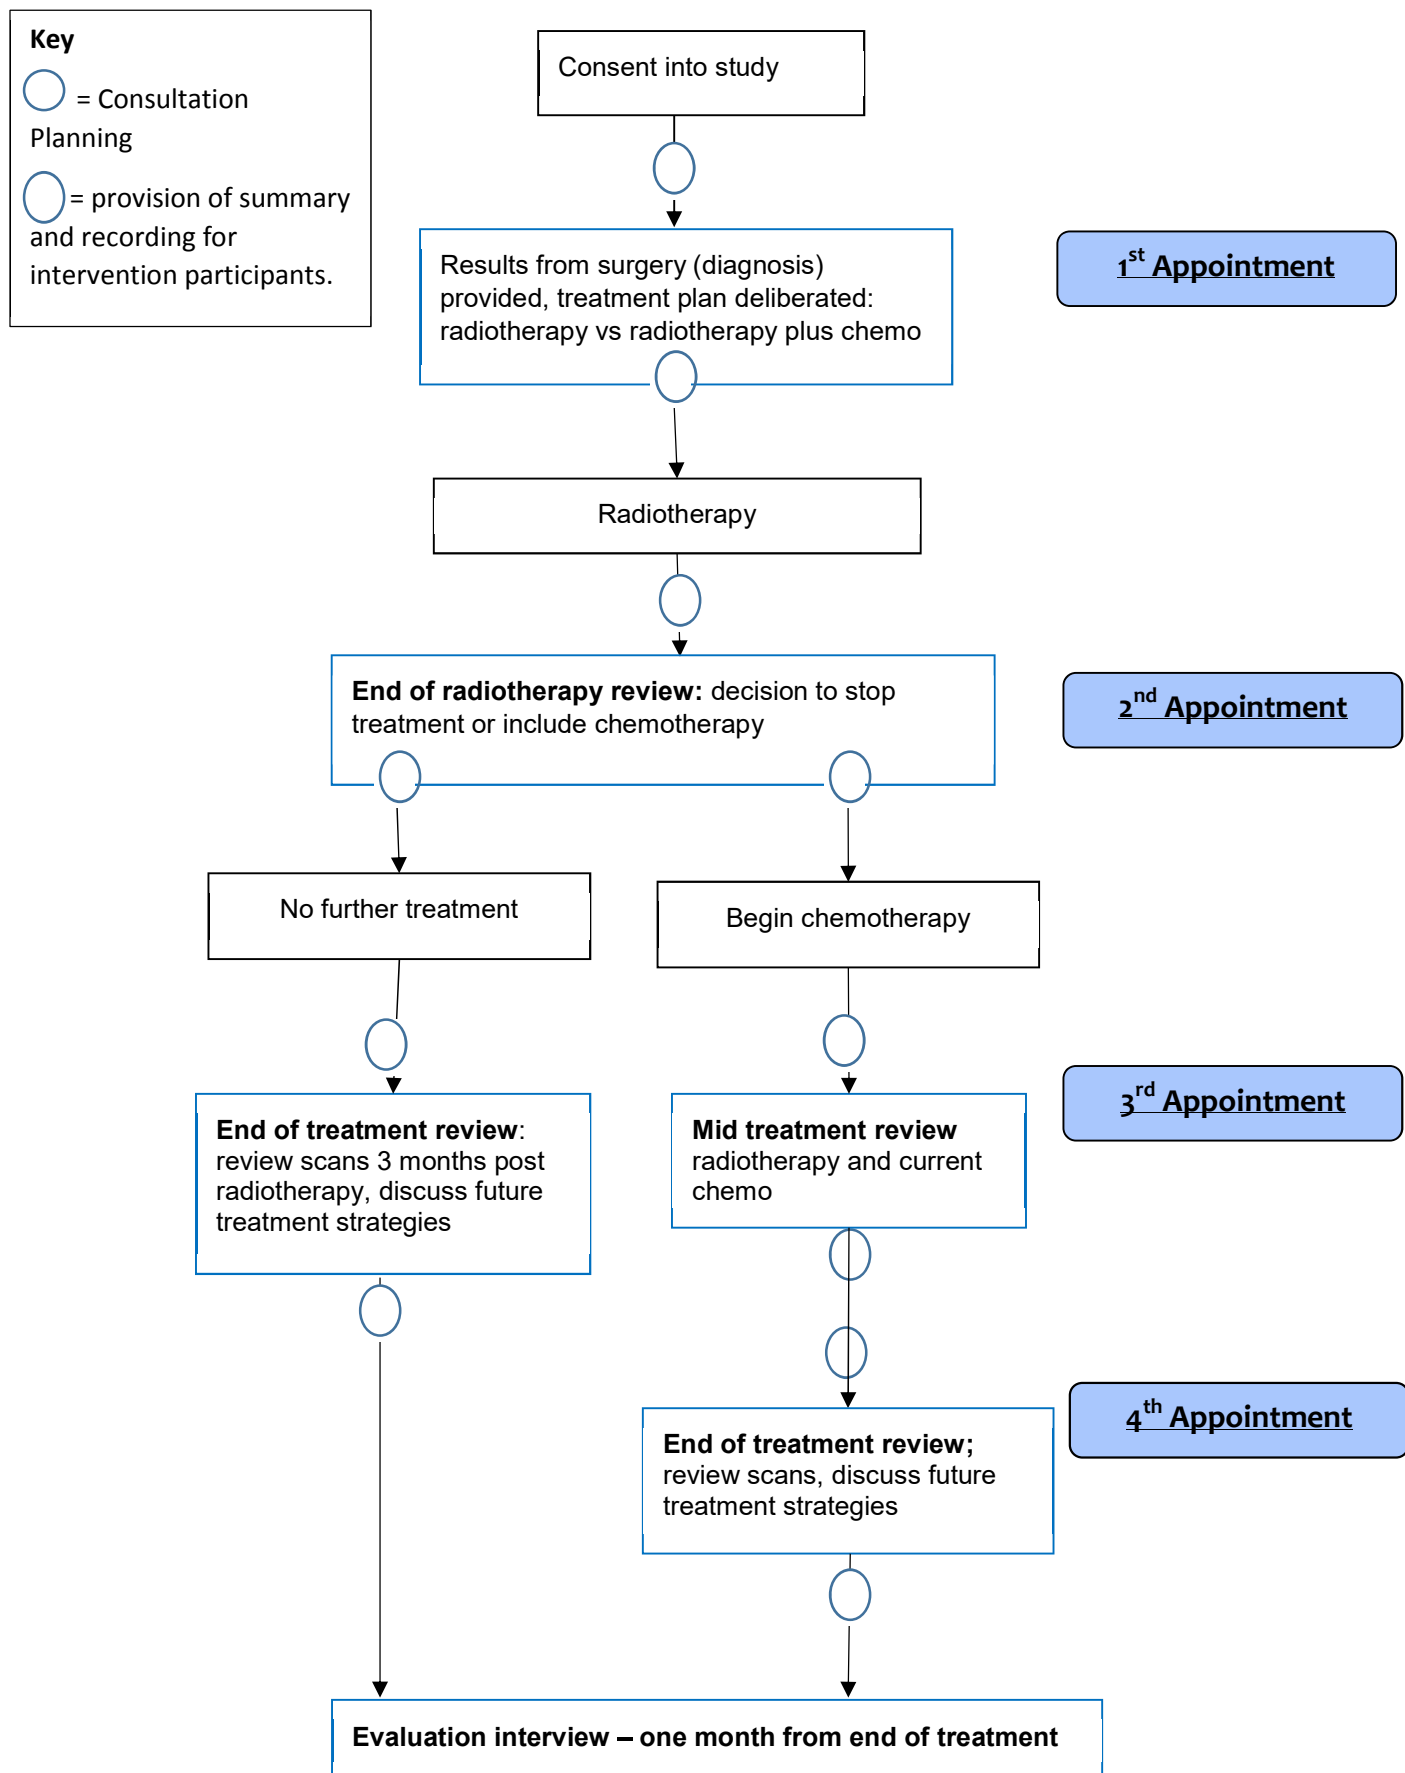 Key
= Consultation
Planning
= provision of summary
and recording for
intervention participants.
Consent into study
Results from surgery (diagnosis)
provided, treatment plan deliberated:
radiotherapy vs radiotherapy plus chemo
1st Appointment
Radiotherapy
End of radiotherapy review: decision to stop
treatment or include chemotherapy
2nd Appointment
No further treatment
Begin chemotherapy
End of treatment review:
review scans 3 months post
radiotherapy, discuss future
treatment strategies
Mid treatment review
radiotherapy and current
chemo
3rd Appointment
End of treatment review;
review scans, discuss future
treatment strategies
4th Appointment
Evaluation interview – one month from end of treatment